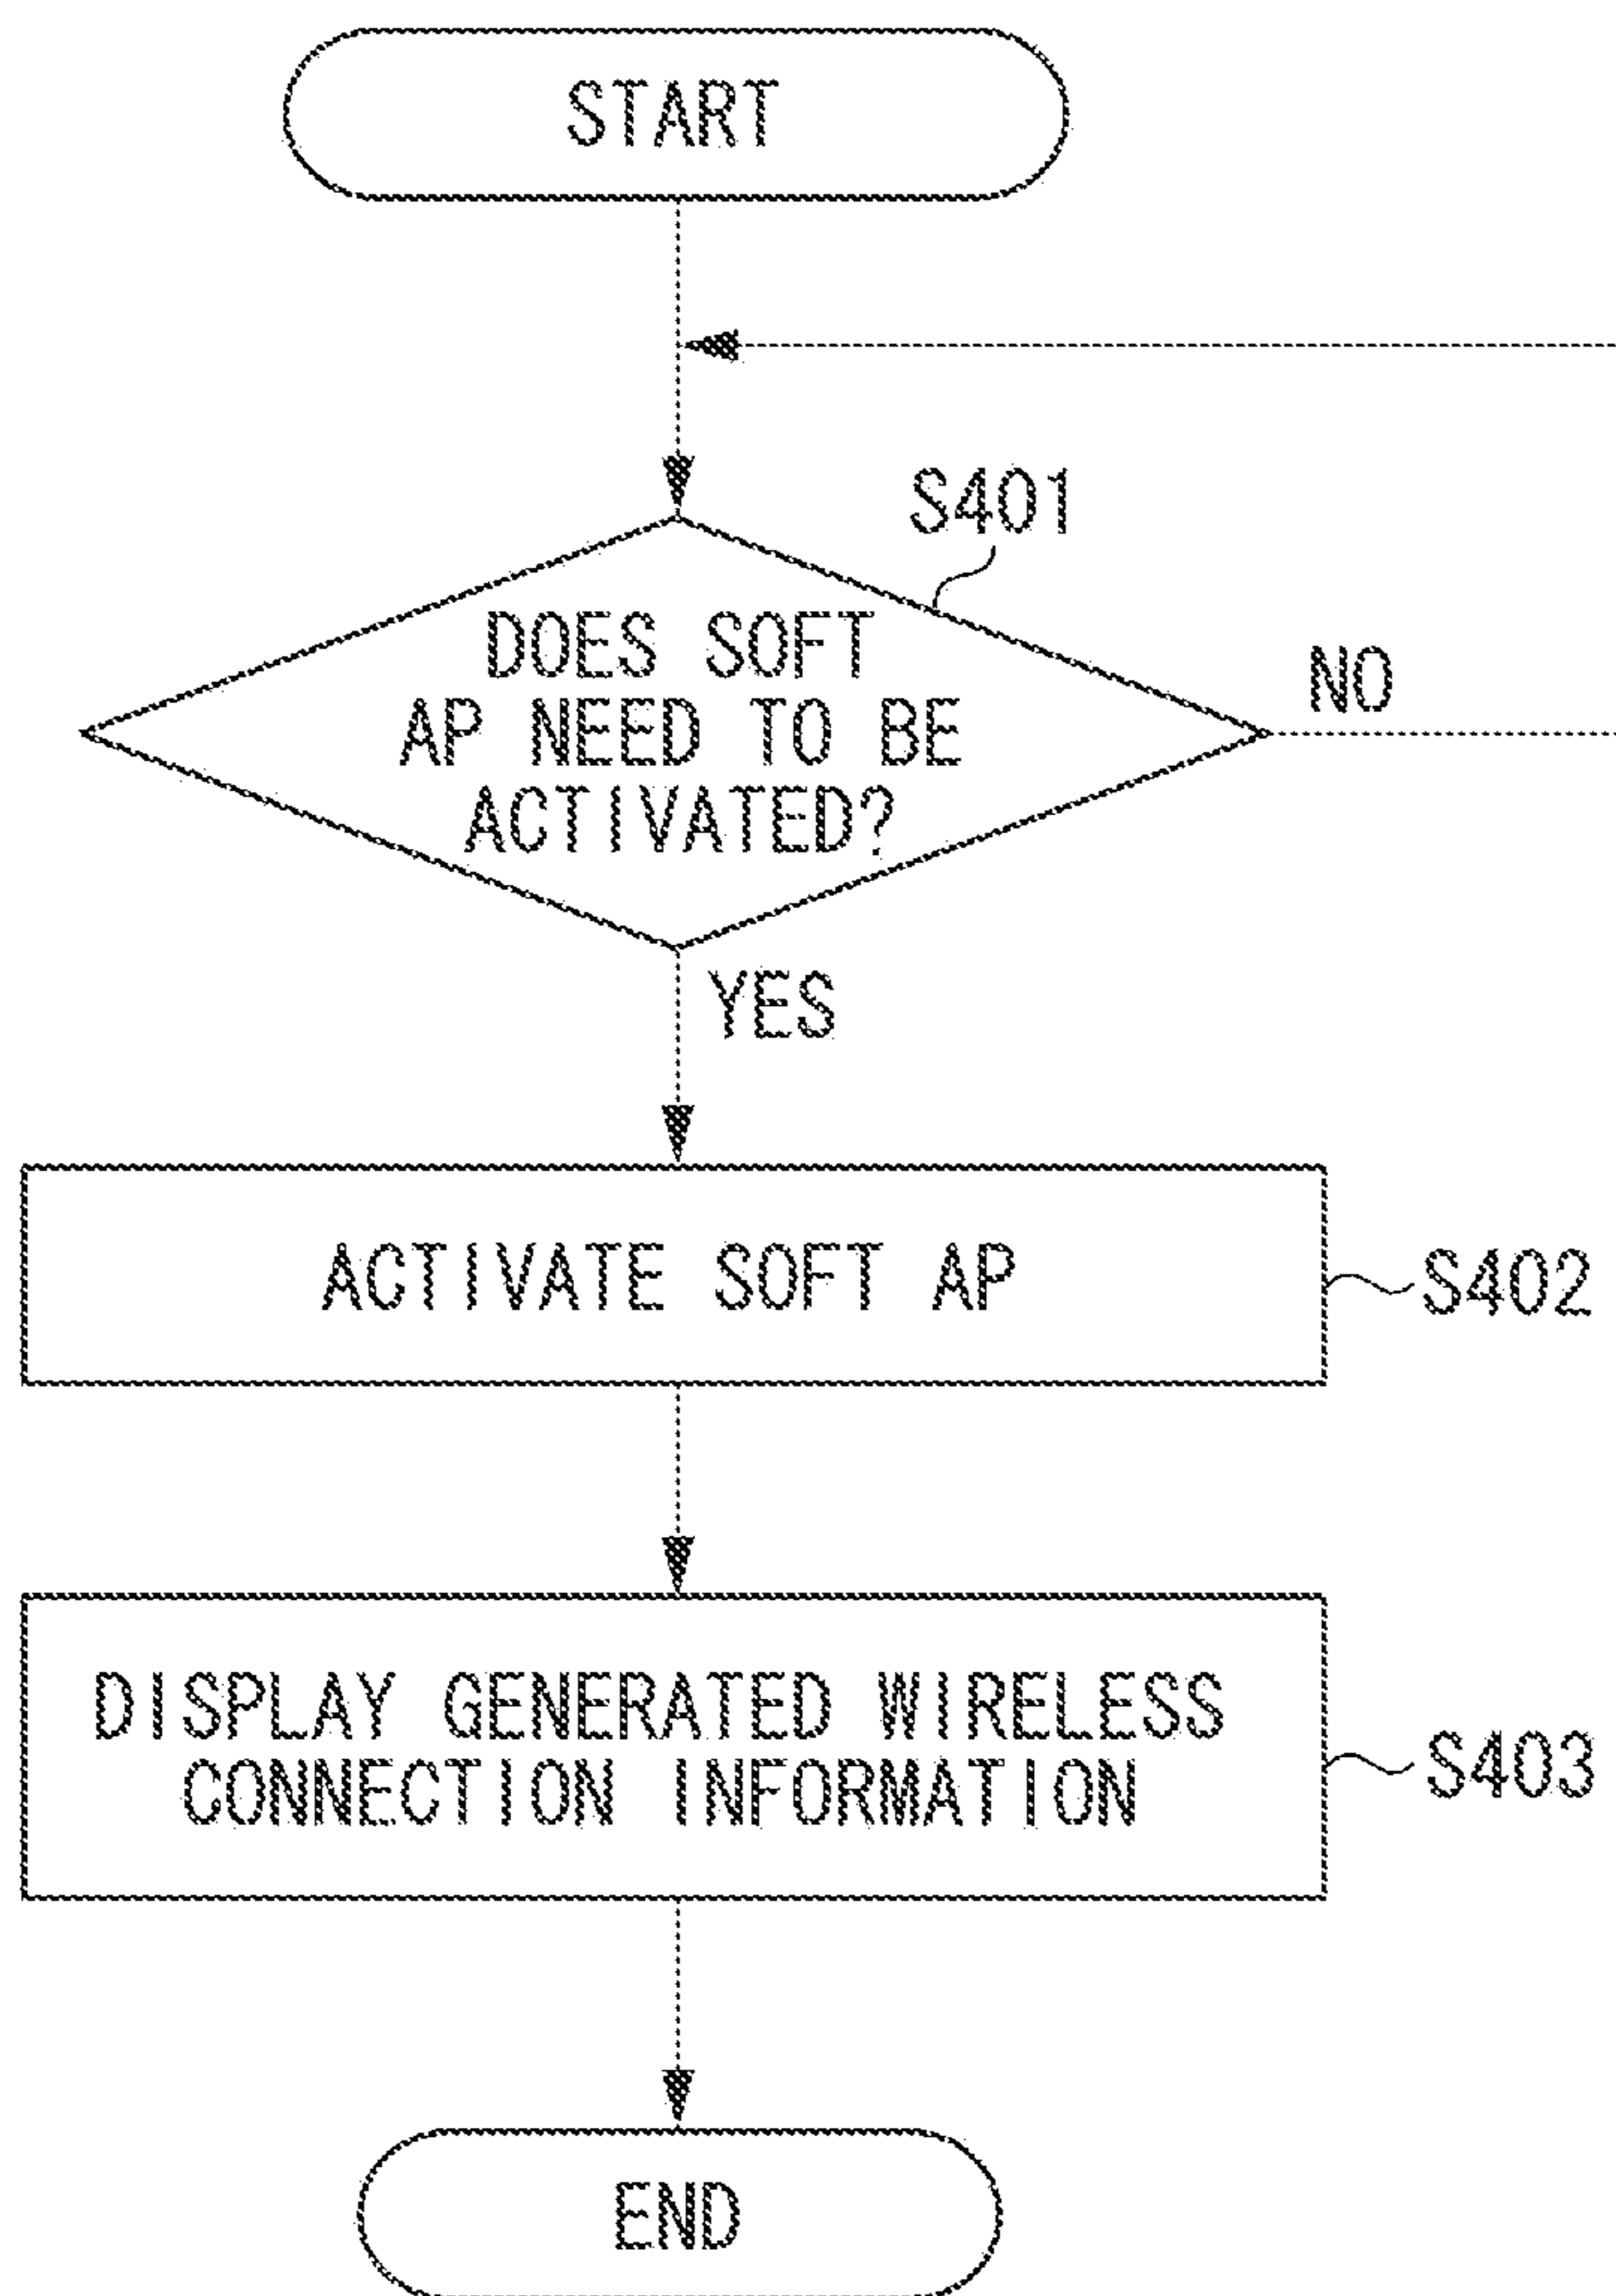 START
S401
DOES SOFT
AP NEED TO BE
ACTIVATED?
NO
YES
ACTIVATE SOFT AP
S402
DISPLAY GENERATED WIRELESS
CONNECTION INFORMATION
S403
END